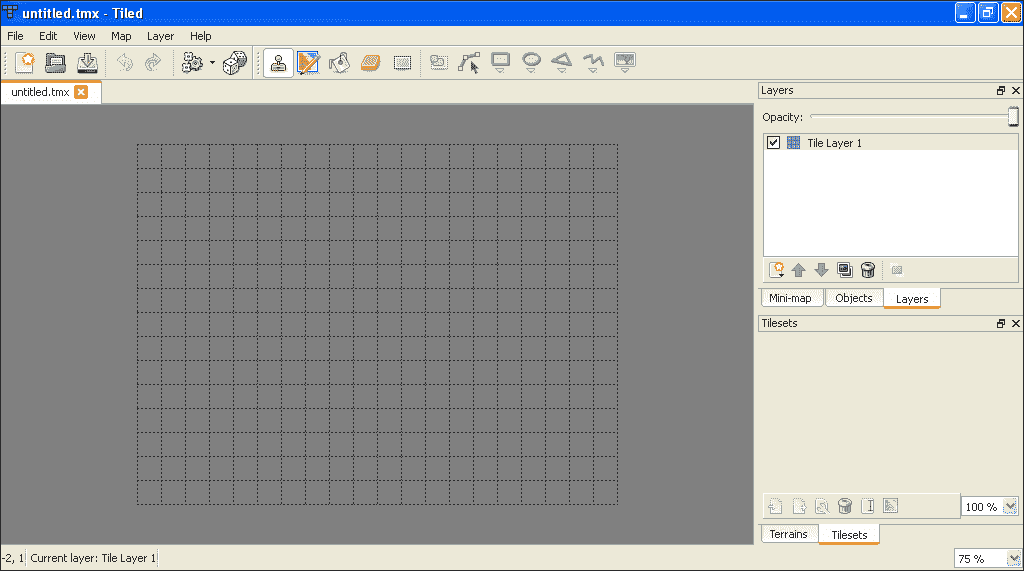 untitled.tmx - Tiled
File Edit View Map Layer Help
untitled.tmx
Layers
Opacity:
Tile Layer 1
Mini-map Objects Layers
Tilesets
100 %
Terrains Tilesets
-2, 1 Current layer: Tile Layer 1
75 %